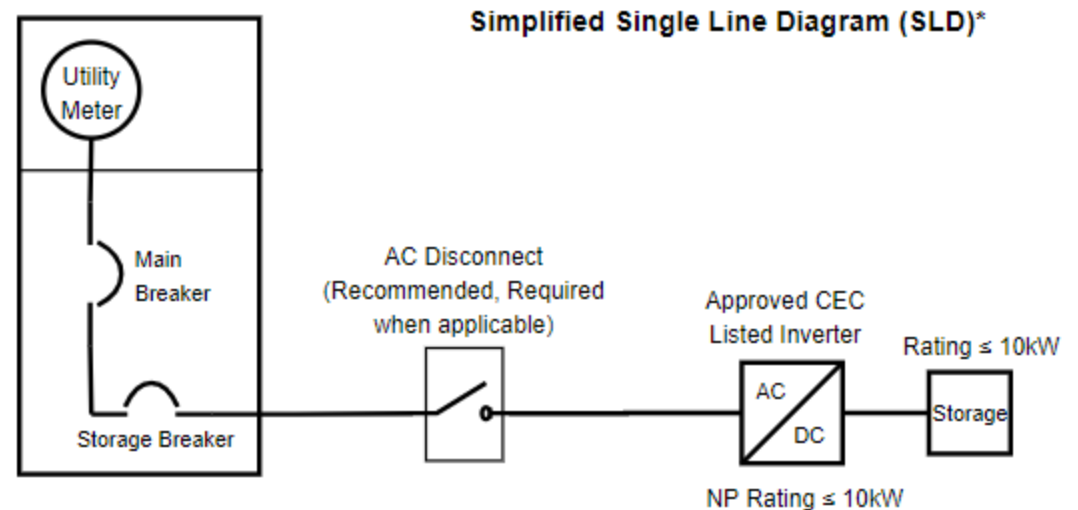 Simplified Single Line Diagram (SLD)*
Utility
Meter
Main
Breaker
Storage Breaker
AC Disconnect
(Recommended, Required
when applicable)
Approved CEC
Listed Inverter
AC
DC
NP Rating ≤ 10kW
Rating ≤ 10kW
Storage